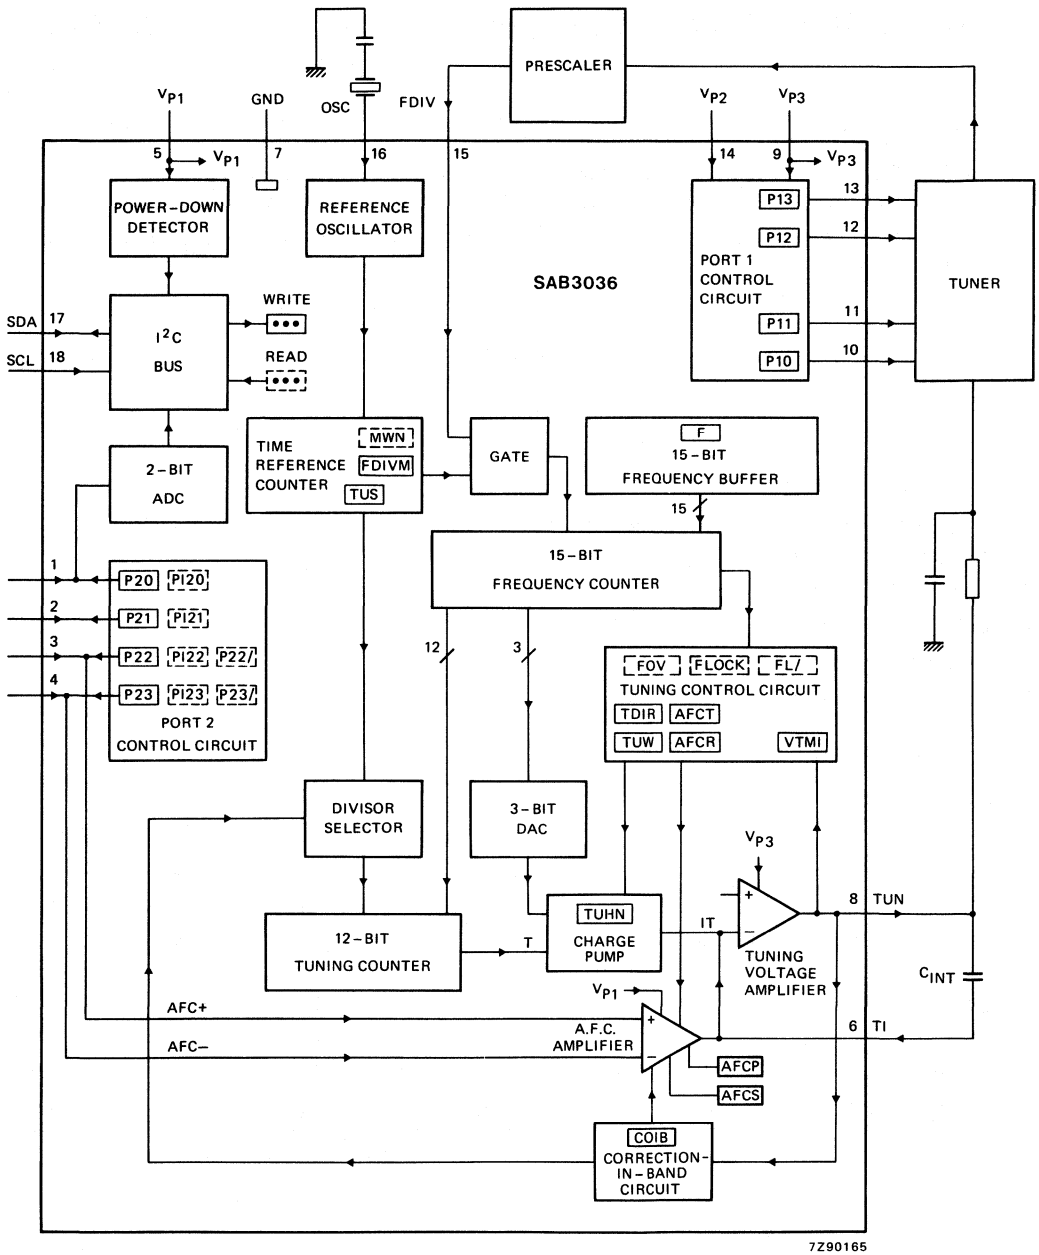 PRESCALER
OSC
FDIV
VP1
GND
VP2
VP3
5
VP1
7
16
15
14
9
VP3
POWER-DOWN
DETECTOR
REFERENCE
OSCILLATOR
P13
13
P12
12
PORT 1
CONTROL
CIRCUIT
P11
11
P10
10
TUNER
SAB3036
SDA
17
SCL
18
I2C
BUS
WRITE
READ
2-BIT
ADC
TIME
REFERENCE
COUNTER
MWN
FDIVM
TUS
GATE
F
15-BIT
FREQUENCY BUFFER
15
15-BIT
FREQUENCY COUNTER
1
P20 PI20
2
P21 PI21
3
P22 PI22 P22/
4
P23 PI23 P23/
PORT 2
CONTROL CIRCUIT
12
3
FOV FLOCK FL/
TUNING CONTROL CIRCUIT
TDIR AFCT
TUW AFCR VTMI
DIVISOR
SELECTOR
3-BIT
DAC
VP3
12-BIT
TUNING COUNTER
T
TUHN
CHARGE
PUMP
IT
+
−
TUNING
VOLTAGE
AMPLIFIER
8 TUN
CINT
VP1
AFC+
AFC−
A.F.C.
AMPLIFIER
+
−
6 TI
AFCP
AFCS
COIB
CORRECTION-
IN-BAND
CIRCUIT
7Z90165